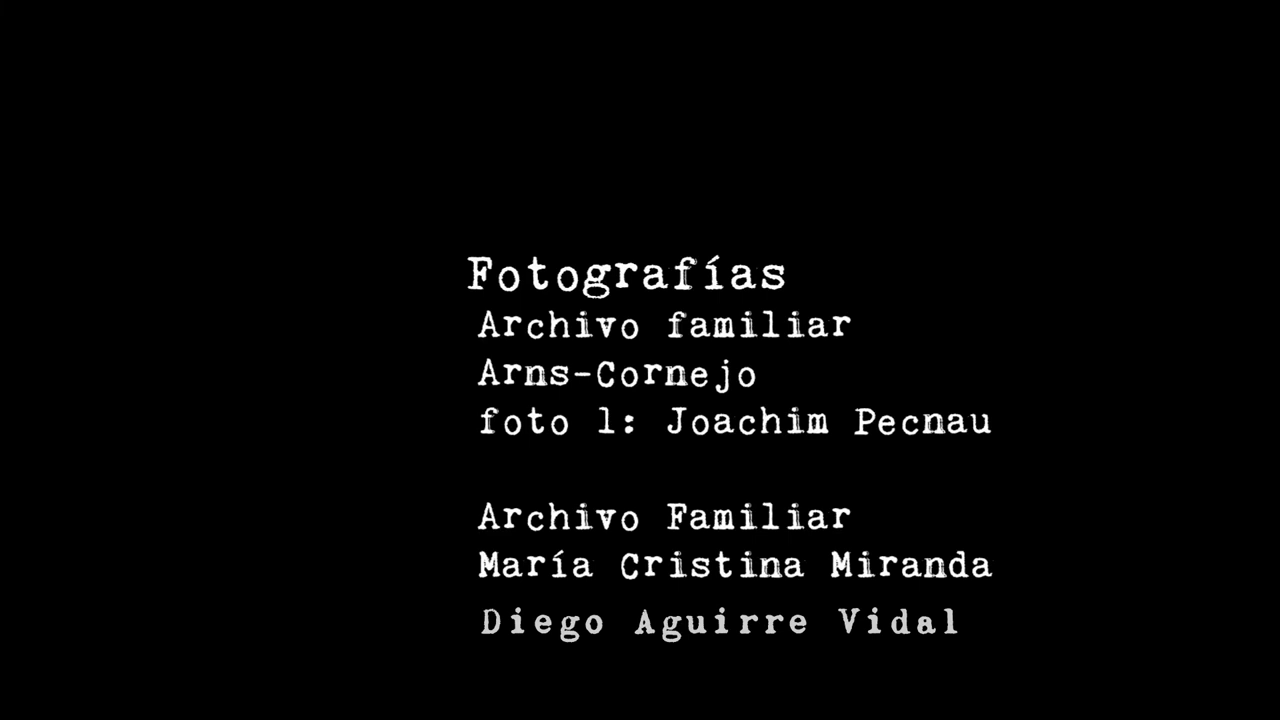 Fotografías
Archivo familiar
Arns-Cornejo
foto 1: Joachim Pecnau
Archivo Familiar
María Cristina Miranda
Diego Aguirre Vidal